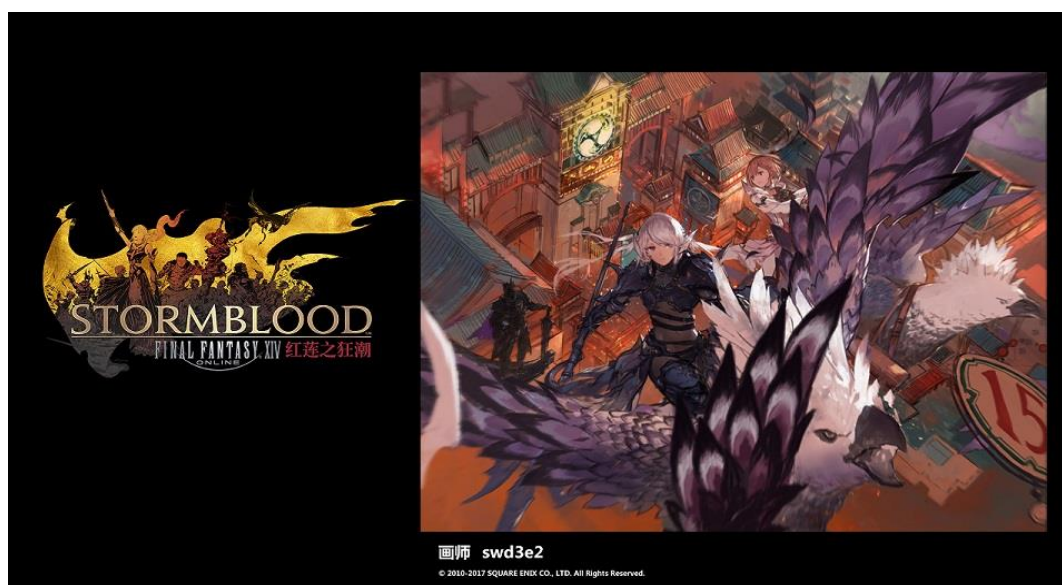 STORMBLOOD
FINAL FANTASY XIV 红莲之狂潮
ONLINE
15
画师 swd3e2
© 2010-2017 SQUARE ENIX CO., LTD. All Rights Reserved.